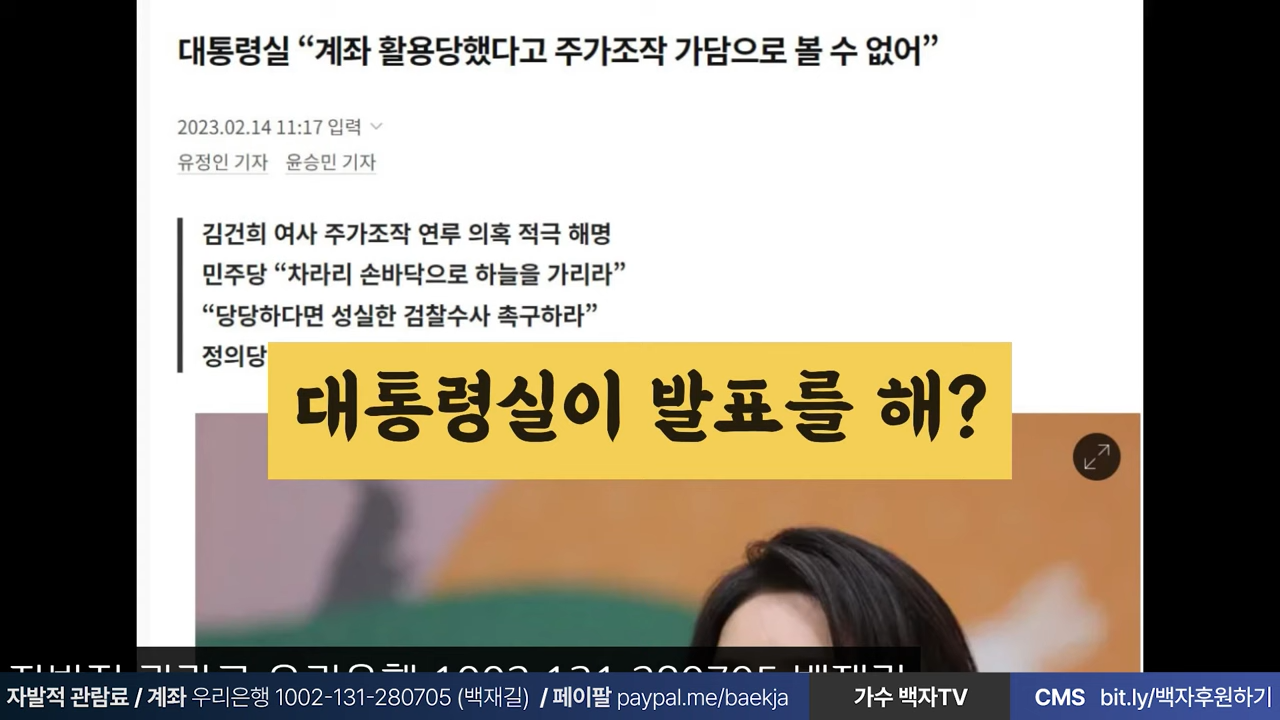 대통령실 “계좌 활용당했다고 주가조작 가담으로 볼 수 없어”
2023.02.14 11:17 입력
유정인 기자 윤승민 기자
김건희 여사 주가조작 연루 의혹 적극 해명
민주당 “차라리 손바닥으로 하늘을 가리라”
“당당하다면 성실한 검찰수사 촉구하라”
정의당
대통령실이 발표를 해?
자발적 관람료 / 계좌 우리은행 1002-131-280705 (백재길) / 페이팔 paypal.me/baekja
가수 백자TV
CMS bit.ly/백자후원하기